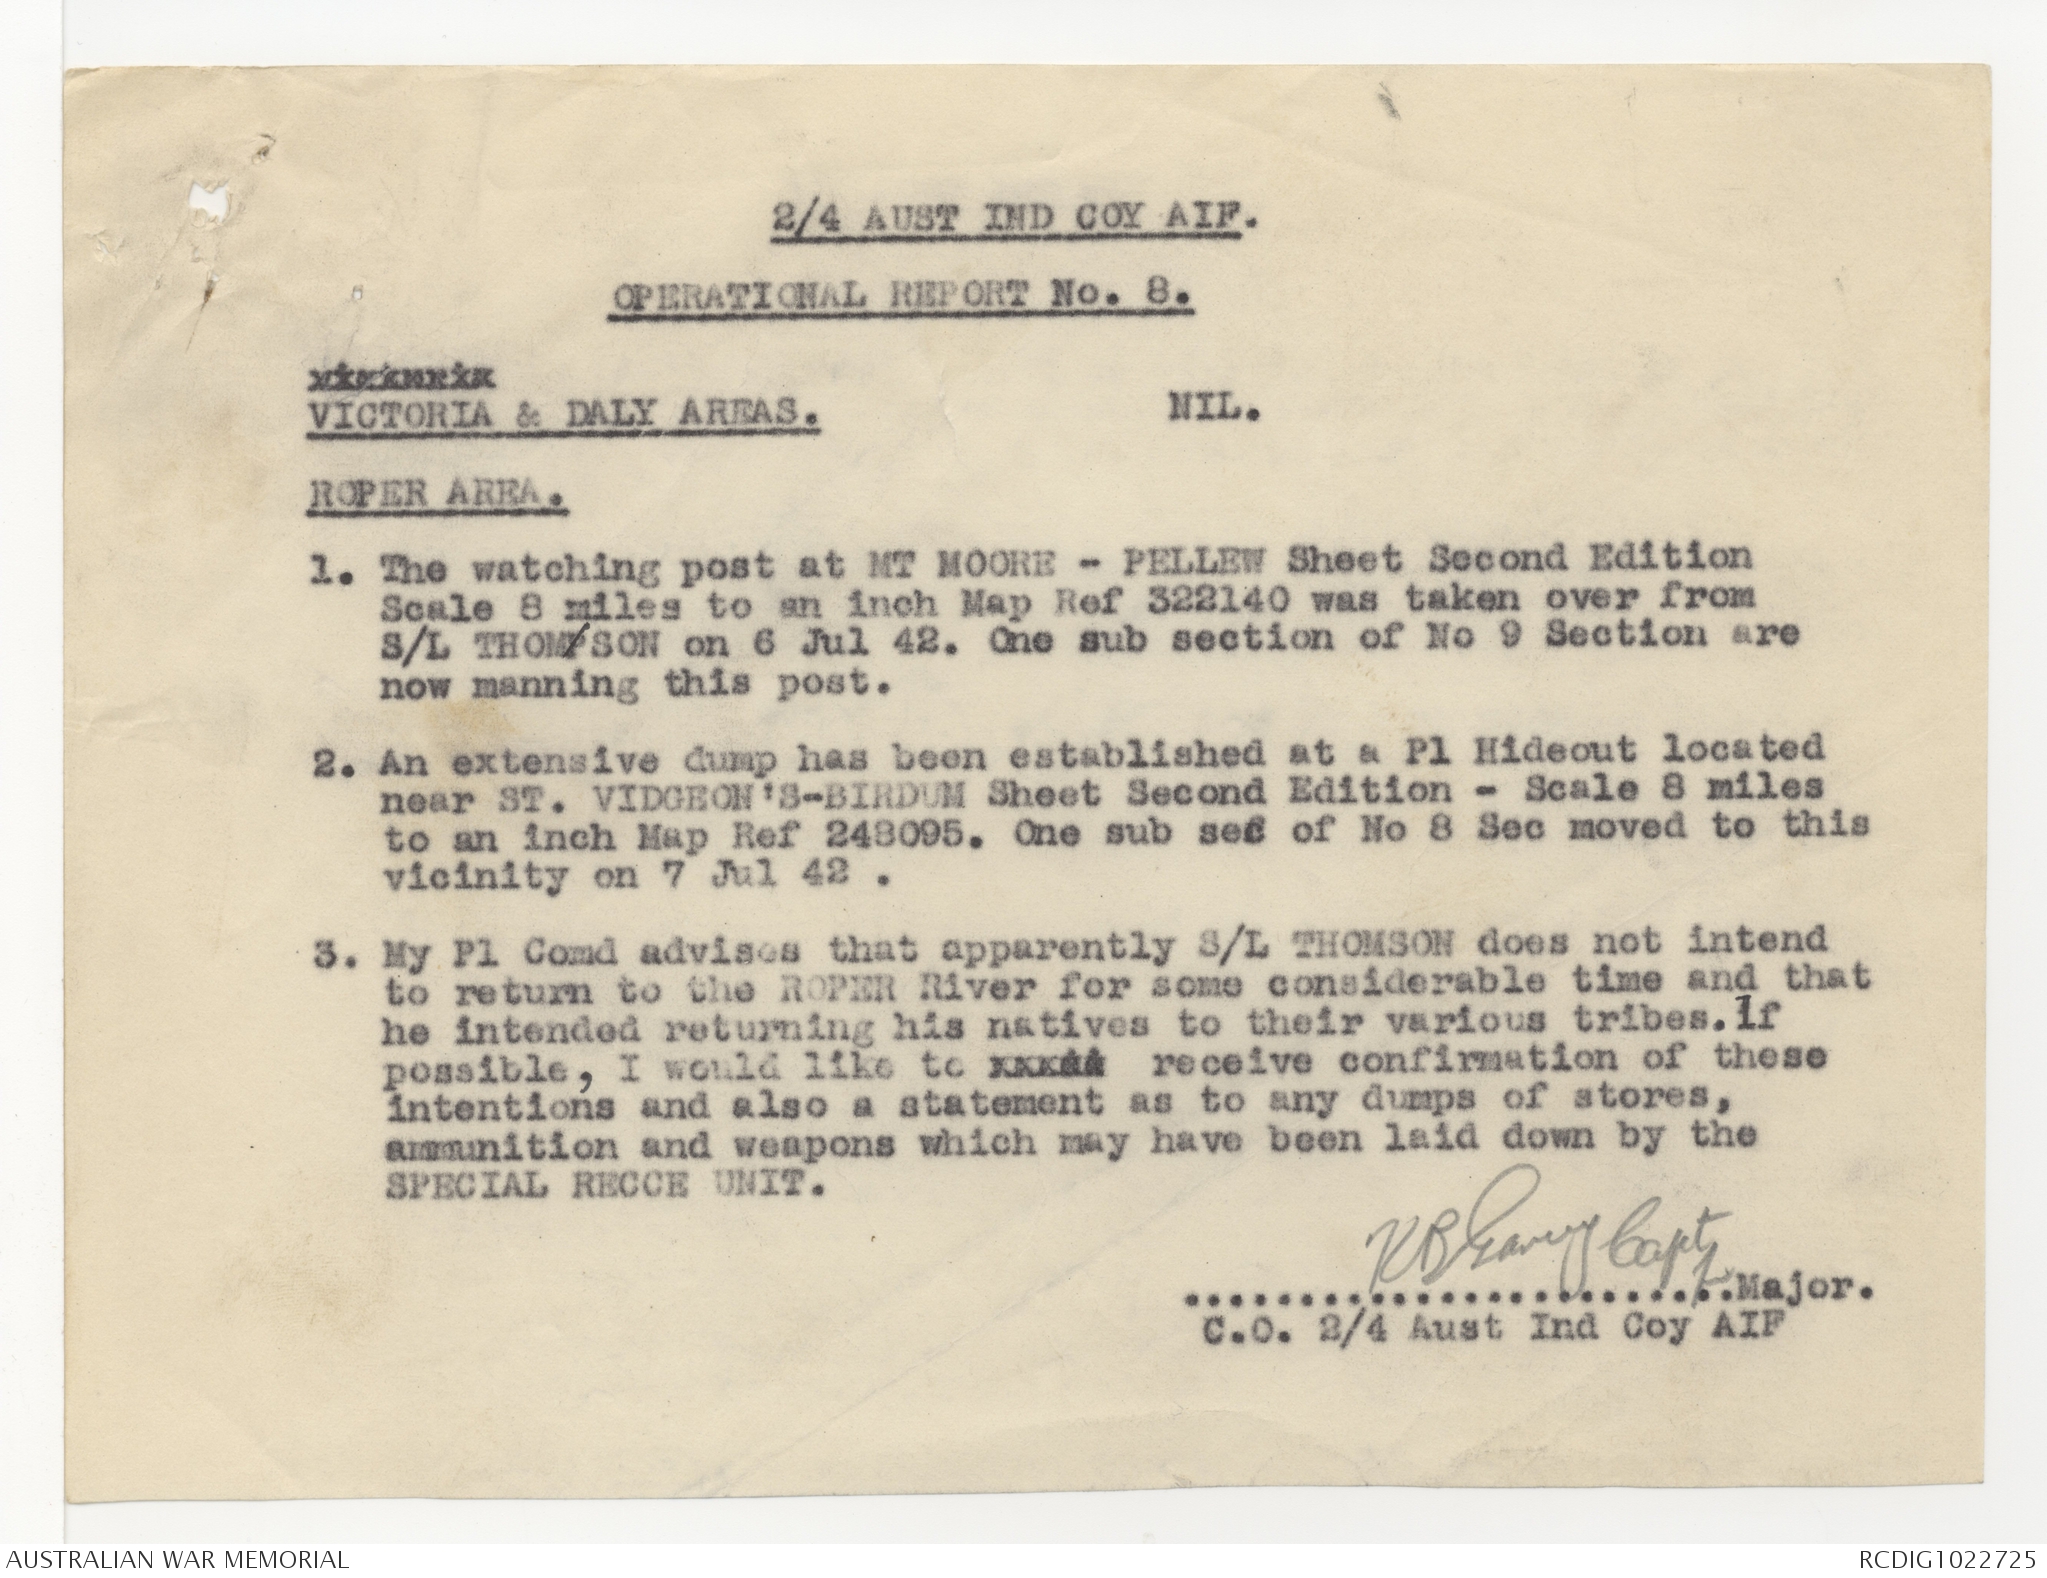 2/4 AUST IND COY AIF.
OPERATIONAL REPORT No. 8.
VICTORIA & DALY AREAS. NIL.
ROPER AREA.
1. The watching post at MT MOORE - PELLEW Sheet Second Edition
Scale 8 miles to an inch Map Ref 322140 was taken over from
S/L THOMPSON on 6 Jul 42. One sub section of No 9 Section are
now manning this post.
2. An extensive dump has been established at a Pl Hideout located
near ST. VIDGEON'S-BIRDUM Sheet Second Edition - Scale 8 miles
to an inch Map Ref 248095. One sub sec of No 8 Sec moved to this
vicinity on 7 Jul 42 .
3. My Pl Comd advises that apparently S/L THOMSON does not intend
to return to the ROPER River for some considerable time and that
he intended returning his natives to their various tribes. If
possible, I would like to receive confirmation of these
intentions and also a statement as to any dumps of stores,
ammunition and weapons which may have been laid down by the
SPECIAL RECCE UNIT.
K B Garvey Capt
........................Major.
C.O. 2/4 Aust Ind Coy AIF
AUSTRALIAN WAR MEMORIAL RCDIG1022725